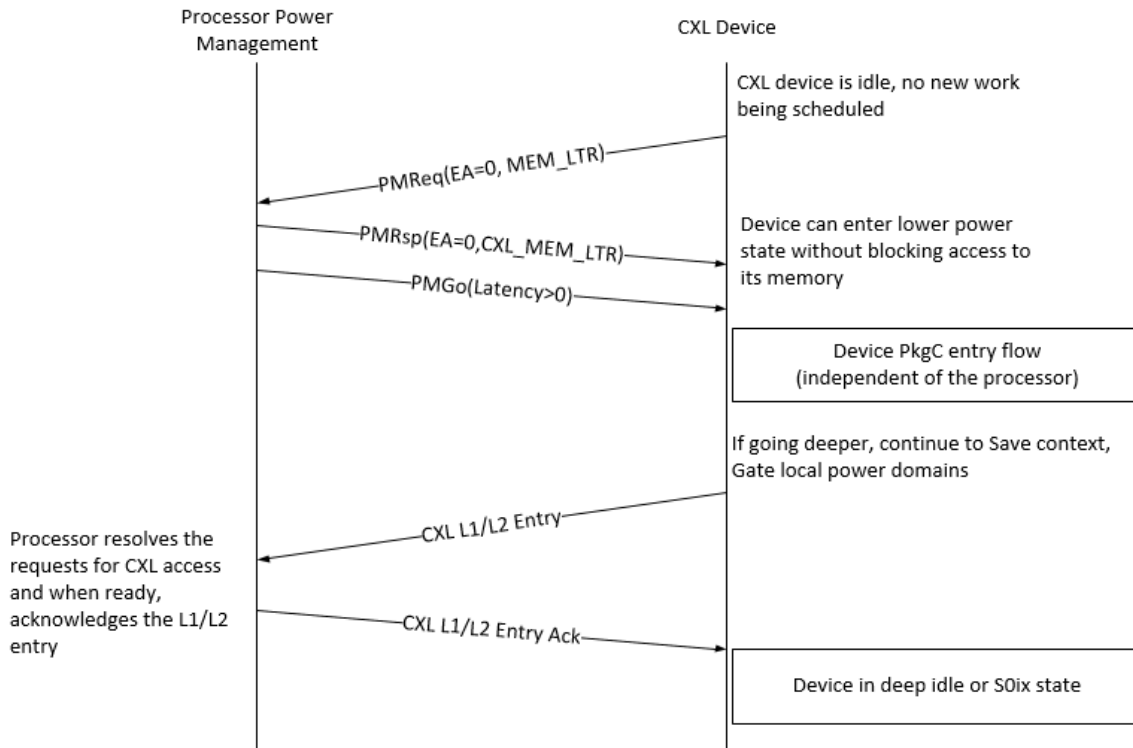 Processor Power
Management
CXL Device
CXL device is idle, no new work
being scheduled
PMReq(EA=0, MEM_LTR)
PMRsp(EA=0,CXL_MEM_LTR)
Device can enter lower power
state without blocking access to
its memory
PMGo(Latency>0)
Device PkgC entry flow
(independent of the processor)
If going deeper, continue to Save context,
Gate local power domains
CXL L1/L2 Entry
Processor resolves the
requests for CXL access
and when ready,
acknowledges the L1/L2
entry
CXL L1/L2 Entry Ack
Device in deep idle or S0ix state